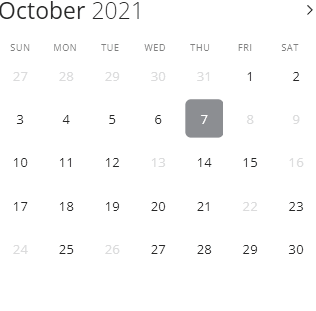 October 2021 >
SUN MON TUE WED THU FRI SAT
27 28 29 30 31 1 2
3 4 5 6 7 8 9
10 11 12 13 14 15 16
17 18 19 20 21 22 23
24 25 26 27 28 29 30